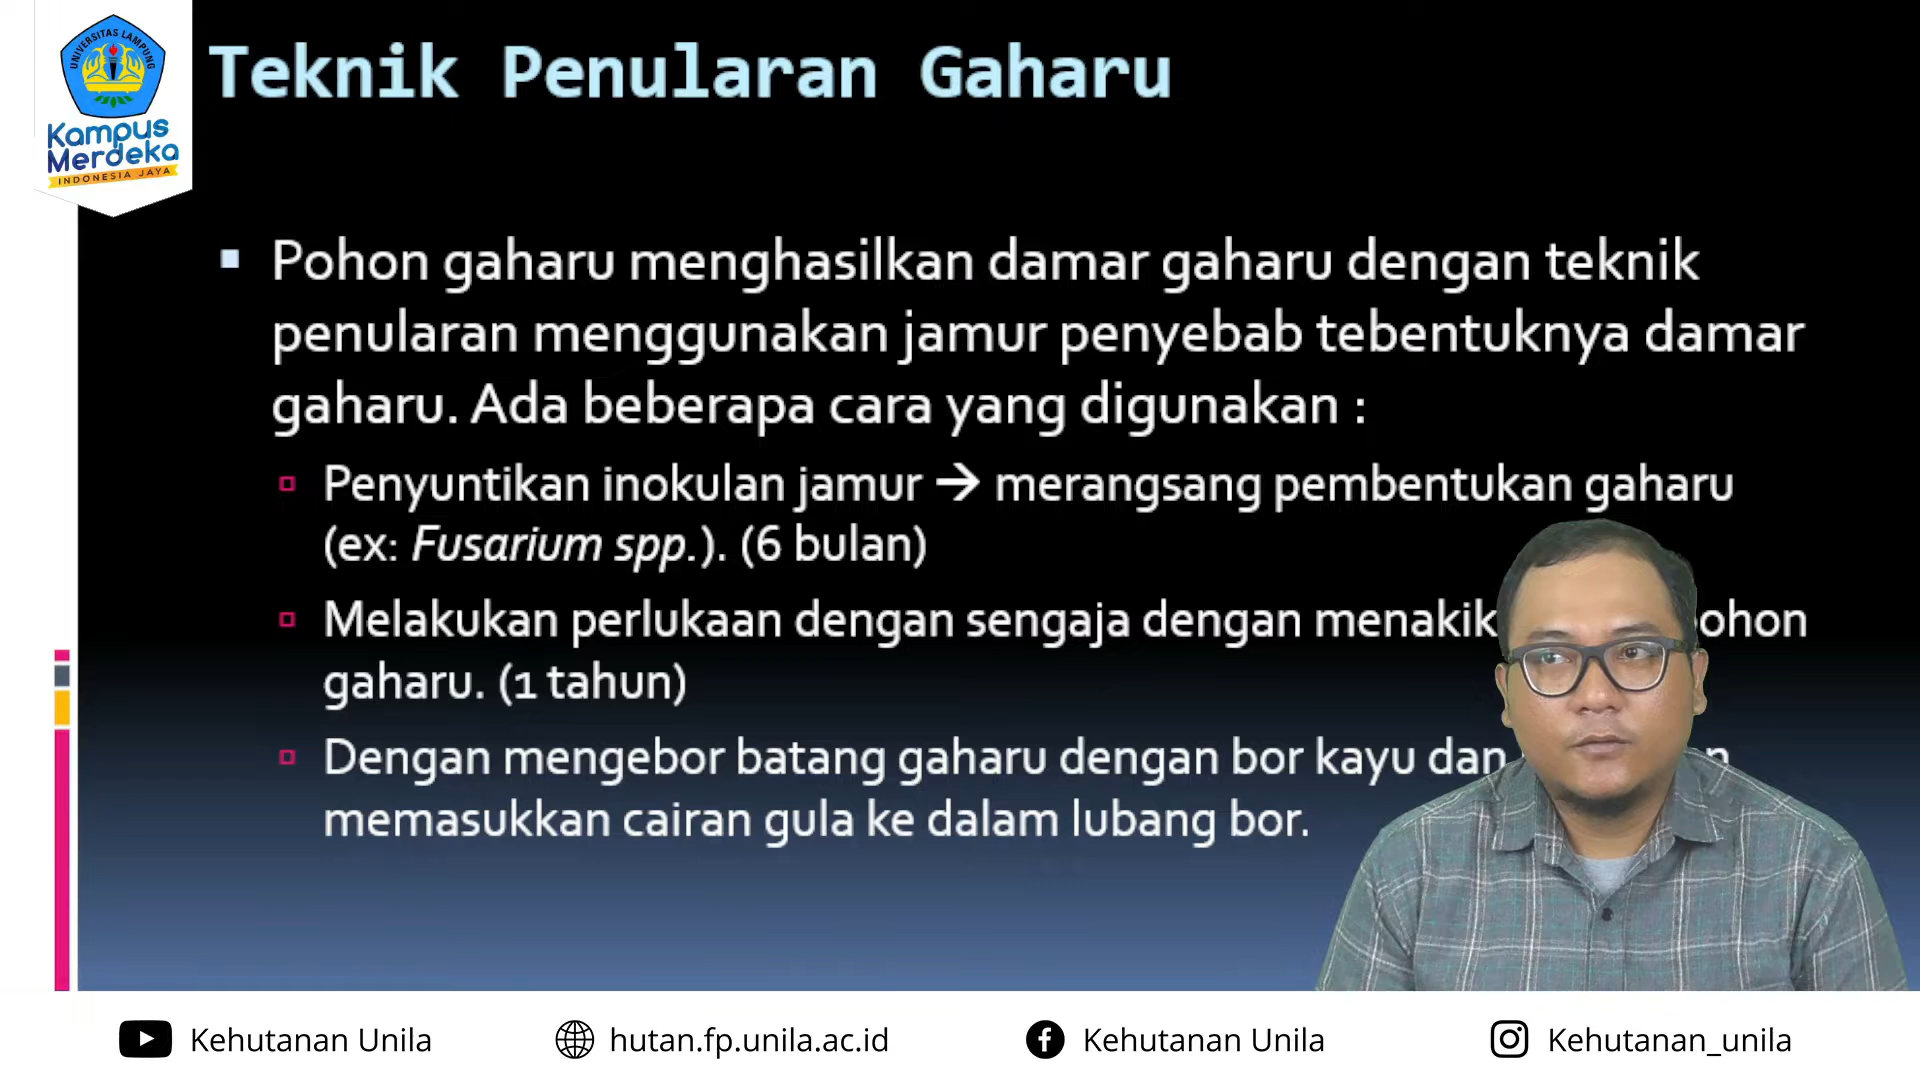 UNIVERSITAS LAMPUNG
Kampus
Merdeka
INDONESIA JAYA
Teknik Penularan Gaharu
Pohon gaharu menghasilkan damar gaharu dengan teknik
penularan menggunakan jamur penyebab tebentuknya damar
gaharu. Ada beberapa cara yang digunakan :
Penyuntikan inokulan jamur → merangsang pembentukan gaharu
(ex: Fusarium spp.). (6 bulan)
Melakukan perlukaan dengan sengaja dengan menakik
gaharu. (1 tahun)
Dengan mengebor batang gaharu dengan bor kayu dan
memasukkan cairan gula ke dalam lubang bor.
Kehutanan Unila
hutan.fp.unila.ac.id
Kehutanan Unila
Kehutanan_unila